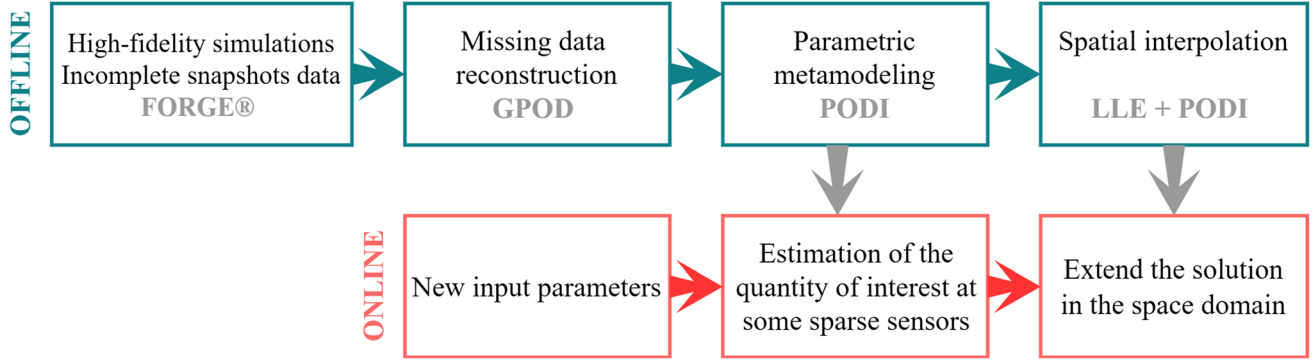 OFFLINE
High-fidelity simulations
Incomplete snapshots data
FORGE®
Missing data
reconstruction
GPOD
Parametric
metamodeling
PODI
Spatial interpolation
LLE + PODI
ONLINE
New input parameters
Estimation of the
quantity of interest at
some sparse sensors
Extend the solution
in the space domain